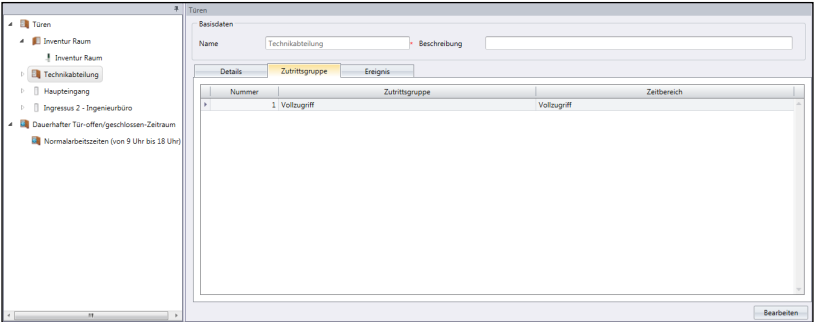 Türen
Inventur Raum
Inventur Raum
Technikabteilung
Haupteingang
Ingressus 2 - Ingenieurbüro
Dauerhafter Tür-offen/geschlossen-Zeitraum
Normalarbeitszeiten (von 9 Uhr bis 18 Uhr)
Türen
Basisdaten
Name Technikabteilung * Beschreibung
Details Zutrittsgruppe Ereignis
Nummer Zutrittsgruppe Zeitbereich
1 Vollzugriff Vollzugriff
Bearbeiten